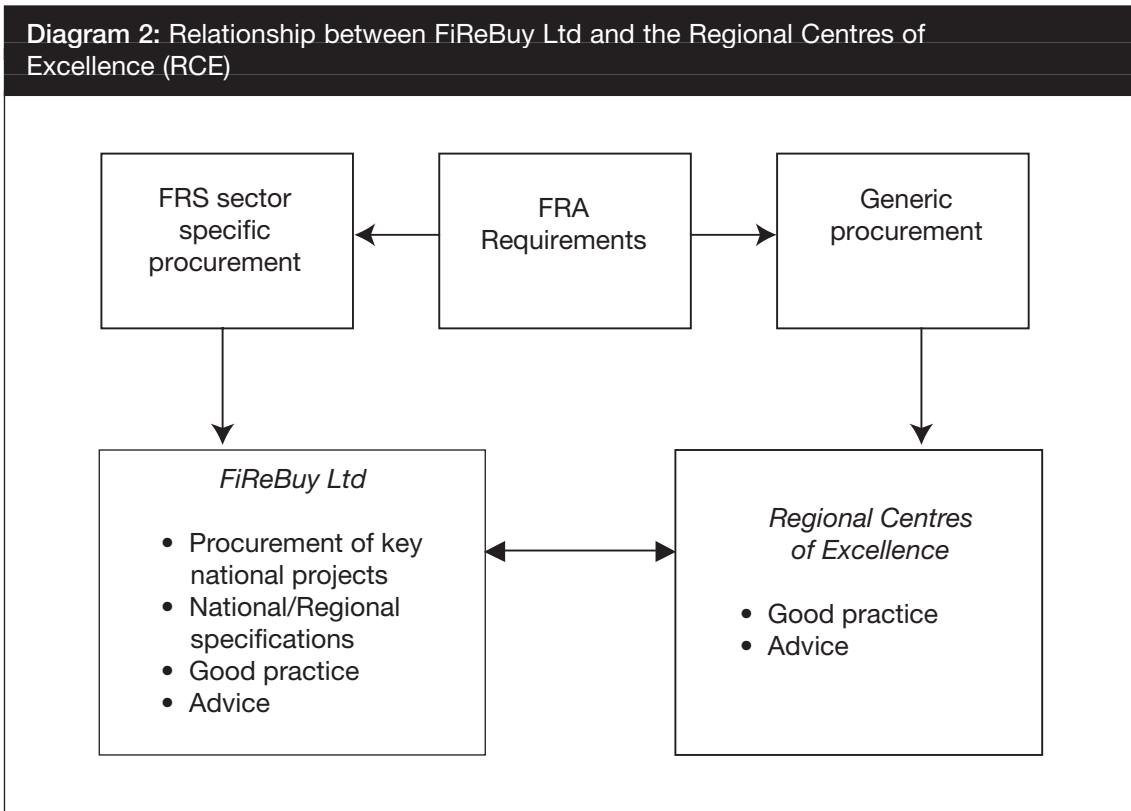 Diagram 2: Relationship between FiReBuy Ltd and the Regional Centres of
Excellence (RCE)
FRS sector
specific
procurement
FRA
Requirements
Generic
procurement
FiReBuy Ltd
• Procurement of key
national projects
• National/Regional
specifications
• Good practice
• Advice
Regional Centres
of Excellence
• Good practice
• Advice